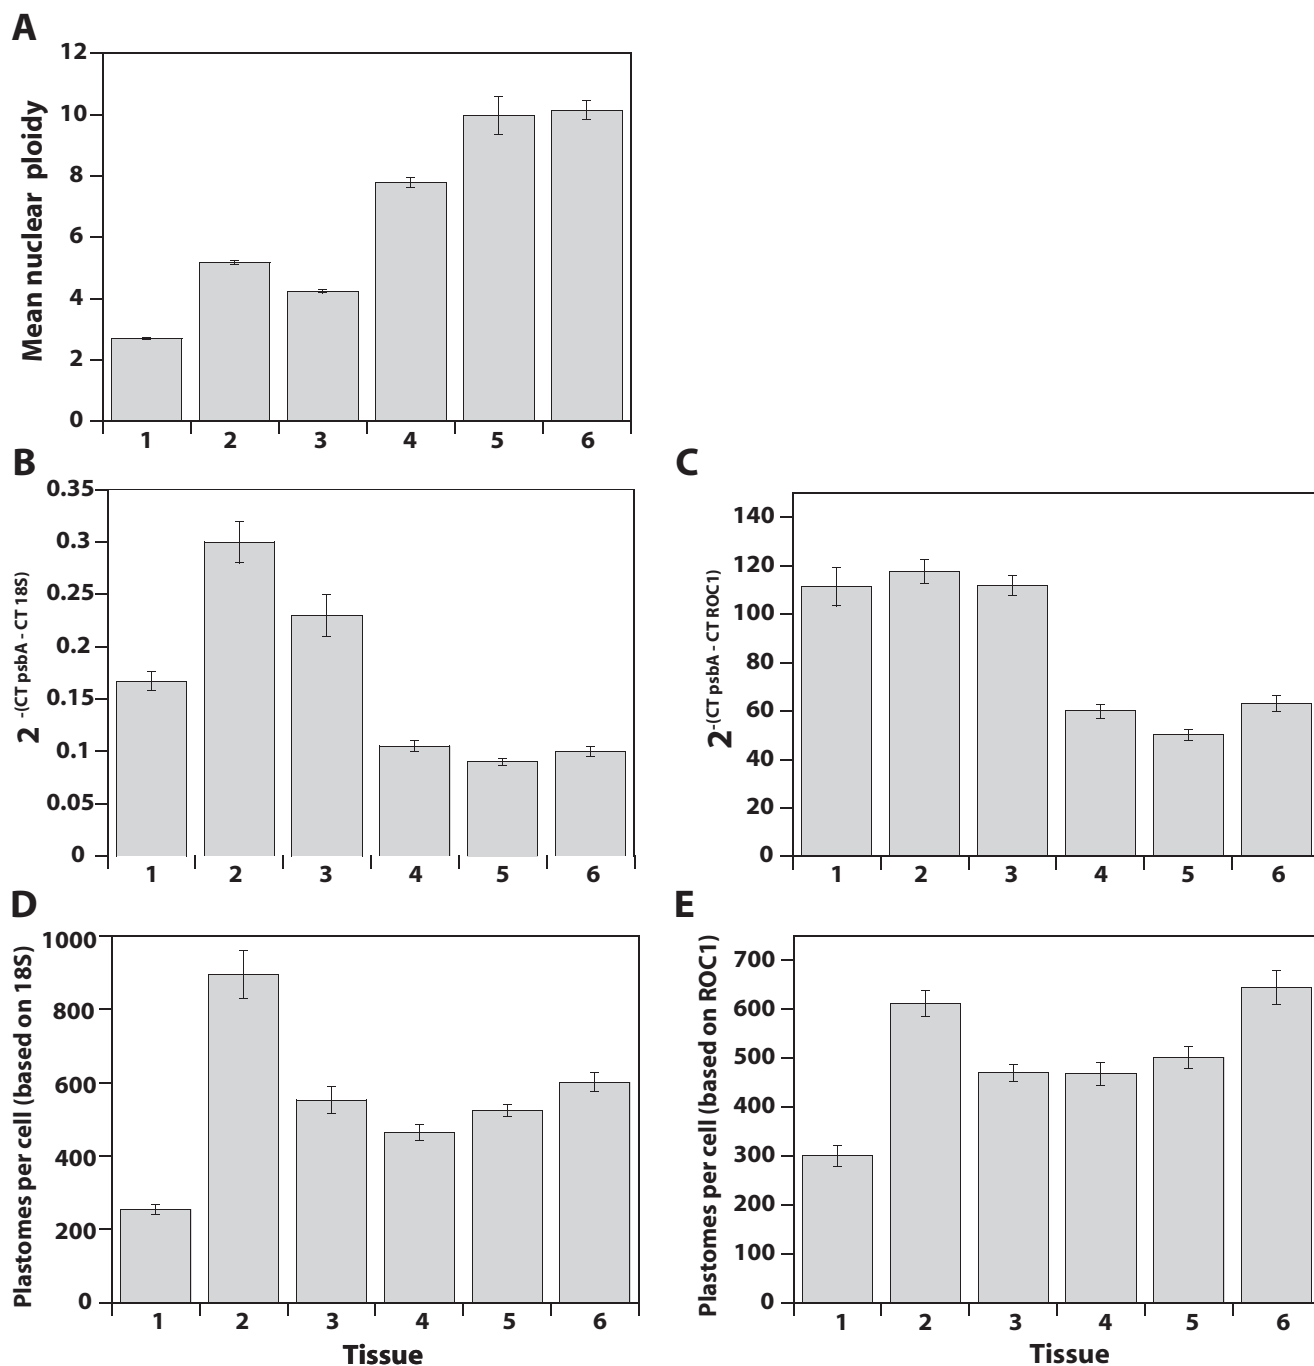 A
Mean nuclear ploidy
12
10
8
6
4
2
0
1 2 3 4 5 6
B
2 -(CT psbA - CT 18S)
0.35
0.3
0.25
0.2
0.15
0.1
0.05
0
1 2 3 4 5 6
C
2-(CT psbA - CT ROC1)
140
120
100
80
60
40
20
0
1 2 3 4 5 6
D
Plastomes per cell (based on 18S)
1000
800
600
400
200
0
1 2 3 4 5 6
Tissue
E
Plastomes per cell (based on ROC1)
700
600
500
400
300
200
100
0
1 2 3 4 5 6
Tissue